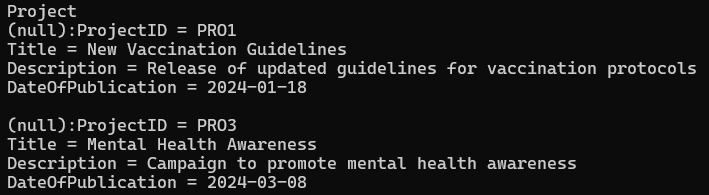 Project
(null):ProjectID = PRO1
Title = New Vaccination Guidelines
Description = Release of updated guidelines for vaccination protocols
DateOfPublication = 2024-01-18
(null):ProjectID = PRO3
Title = Mental Health Awareness
Description = Campaign to promote mental health awareness
DateOfPublication = 2024-03-08